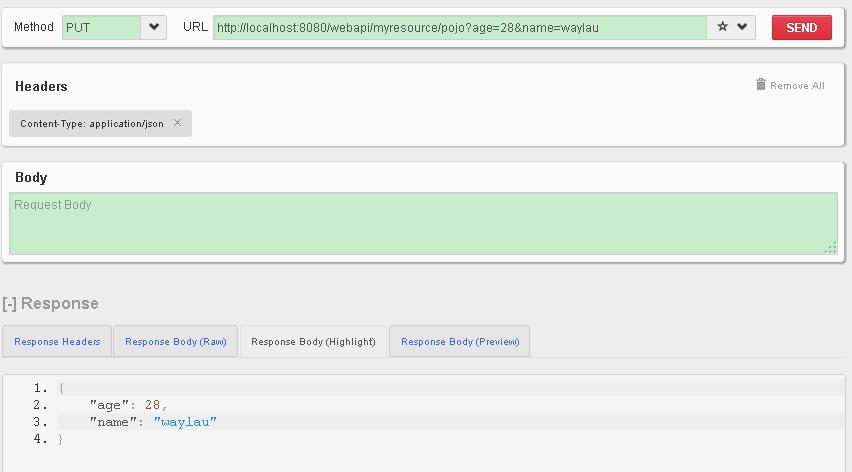 Method PUT URL http://localhost:8080/webapi/myresource/pojo?age=28&name=waylau SEND
Headers Remove All
Content-Type: application/json ×
Body
Request Body
[-] Response
Response Headers Response Body (Raw) Response Body (Highlight) Response Body (Preview)
1. {
2. "age": 28,
3. "name": "waylau"
4. }